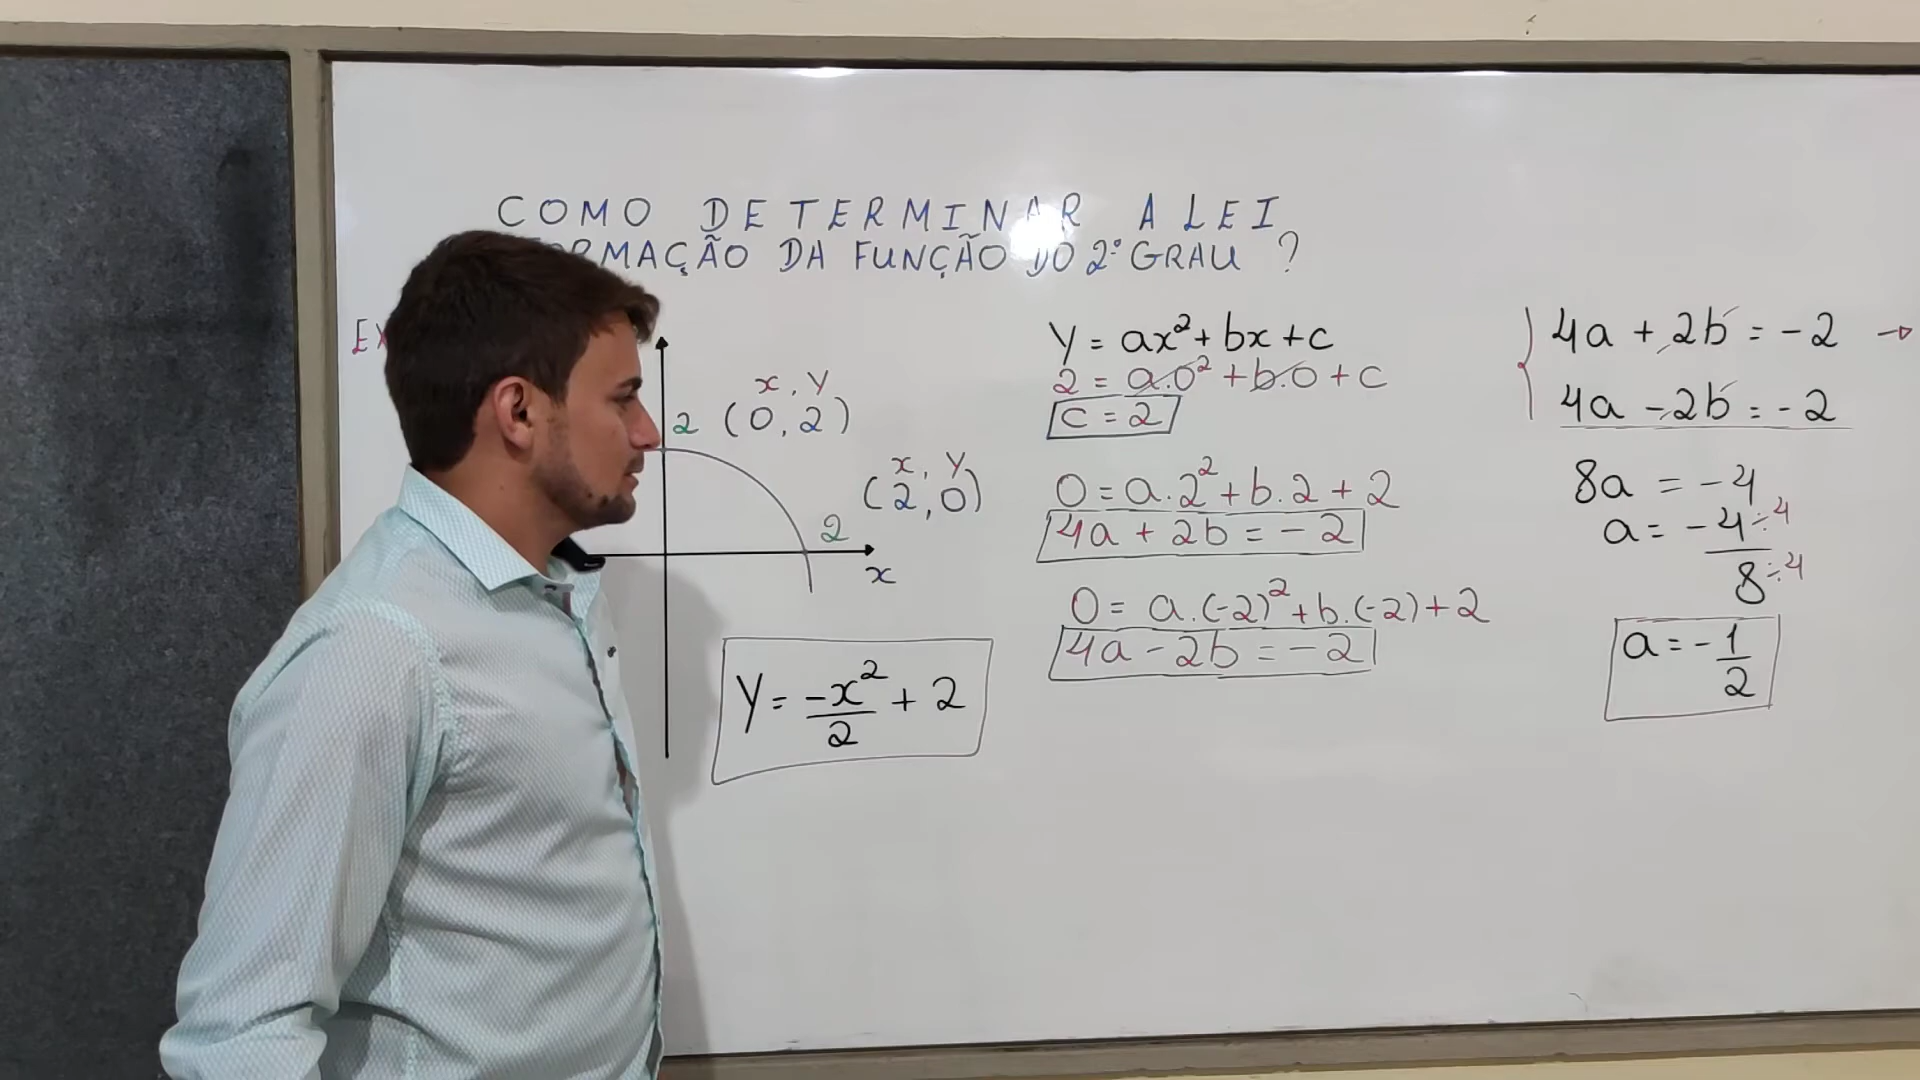 COMO DETERMINAR A LEI
ORMAÇÃO DA FUNÇÃO DO 2º GRAU ?
EX
x, y
2 (0, 2)
x, y
(2, 0)
2
x
y = -x²/2 + 2
y = ax² + bx + c
2 = a.0² + b.0 + c
c = 2
0 = a.2² + b.2 + 2
4a + 2b = -2
0 = a.(-2)² + b.(-2) + 2
4a - 2b = -2
4a + 2b = -2 →
4a - 2b = -2
8a = -4
a = -4÷4
8÷4
a = -1/2